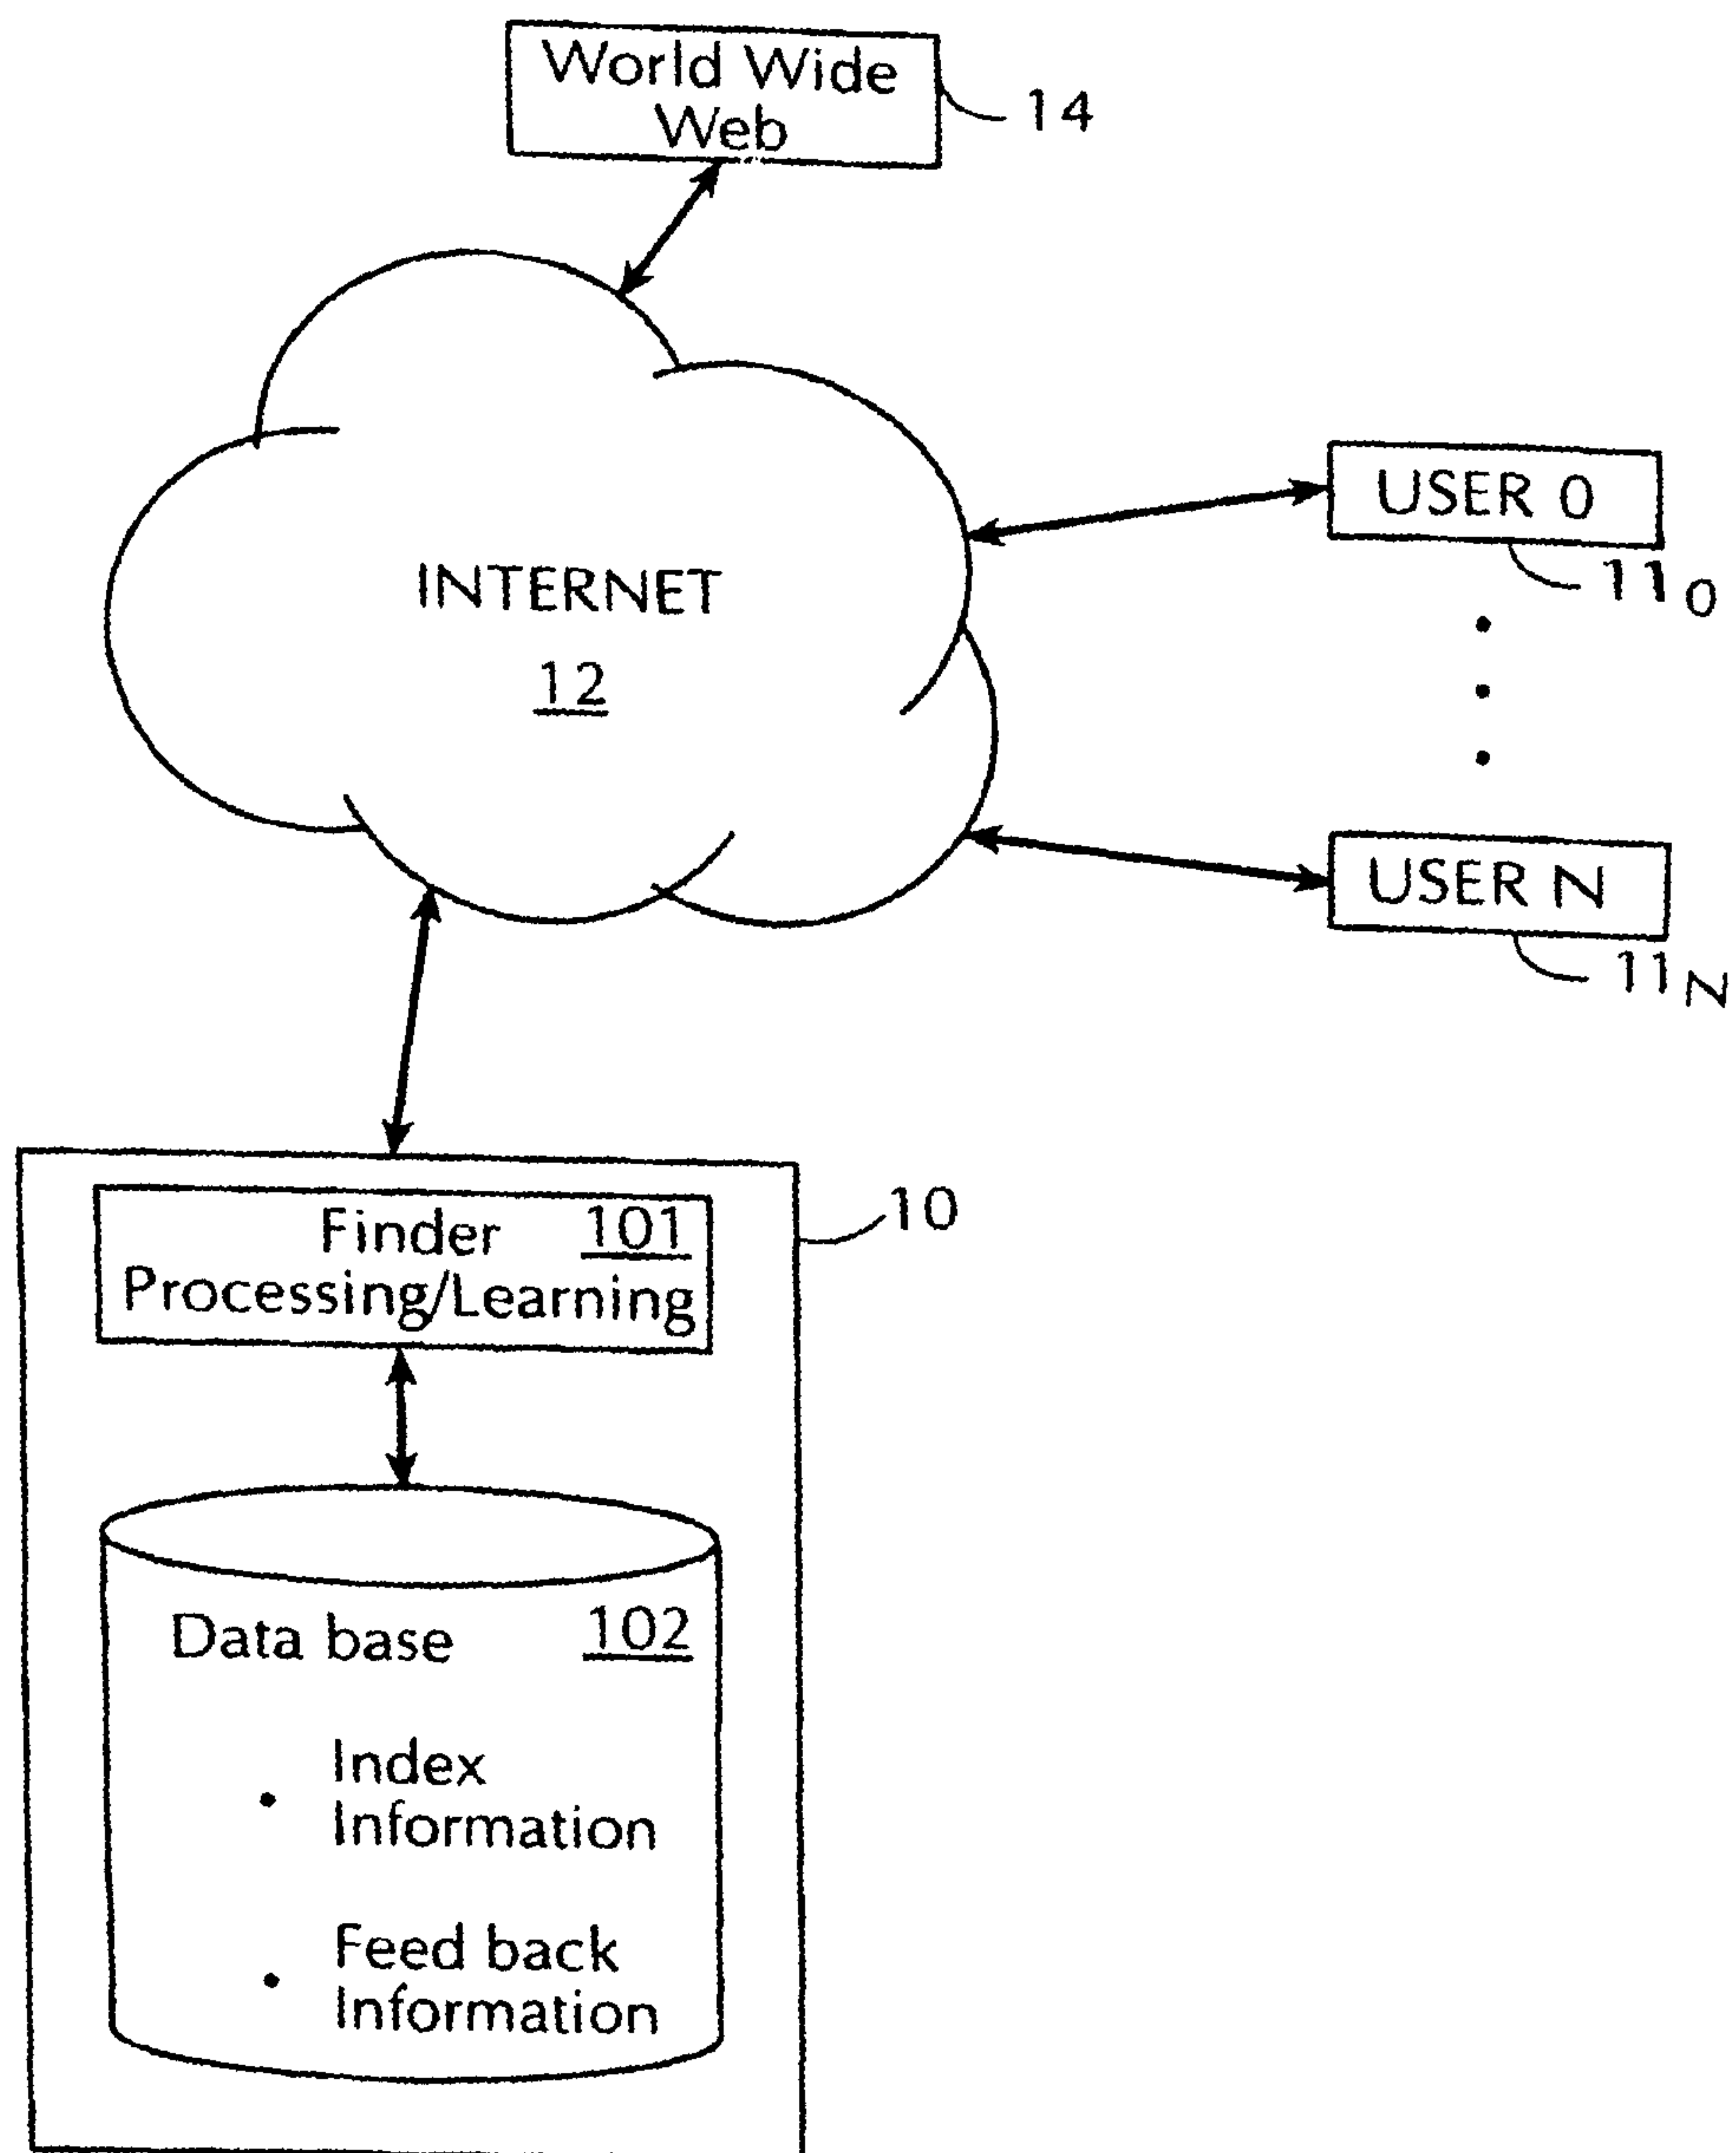 World Wide
Web
14
INTERNET
12
USER 0
11₀
USER N
11ₙ
10
Finder 101
Processing/Learning
Data base 102
• Index
Information
• Feed back
Information